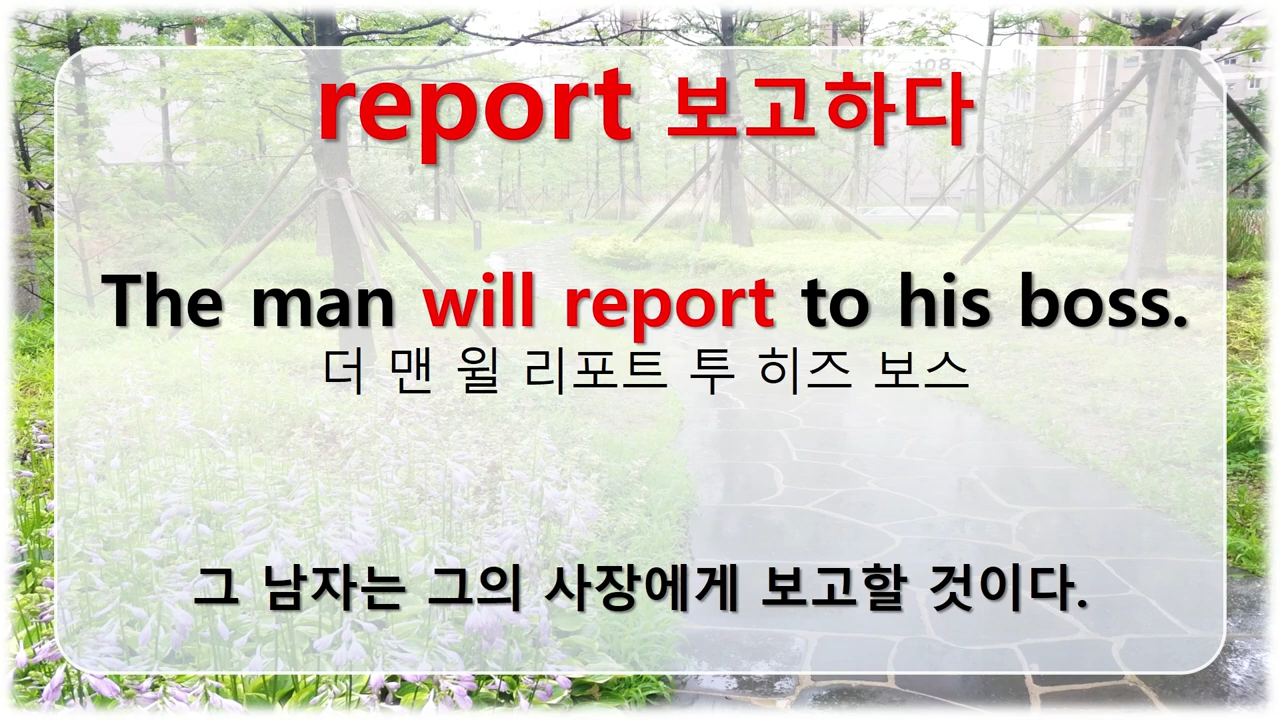 report 보고하다
The man will report to his boss.
더 맨 윌 리포트 투 히즈 보스
그 남자는 그의 사장에게 보고할 것이다.
108